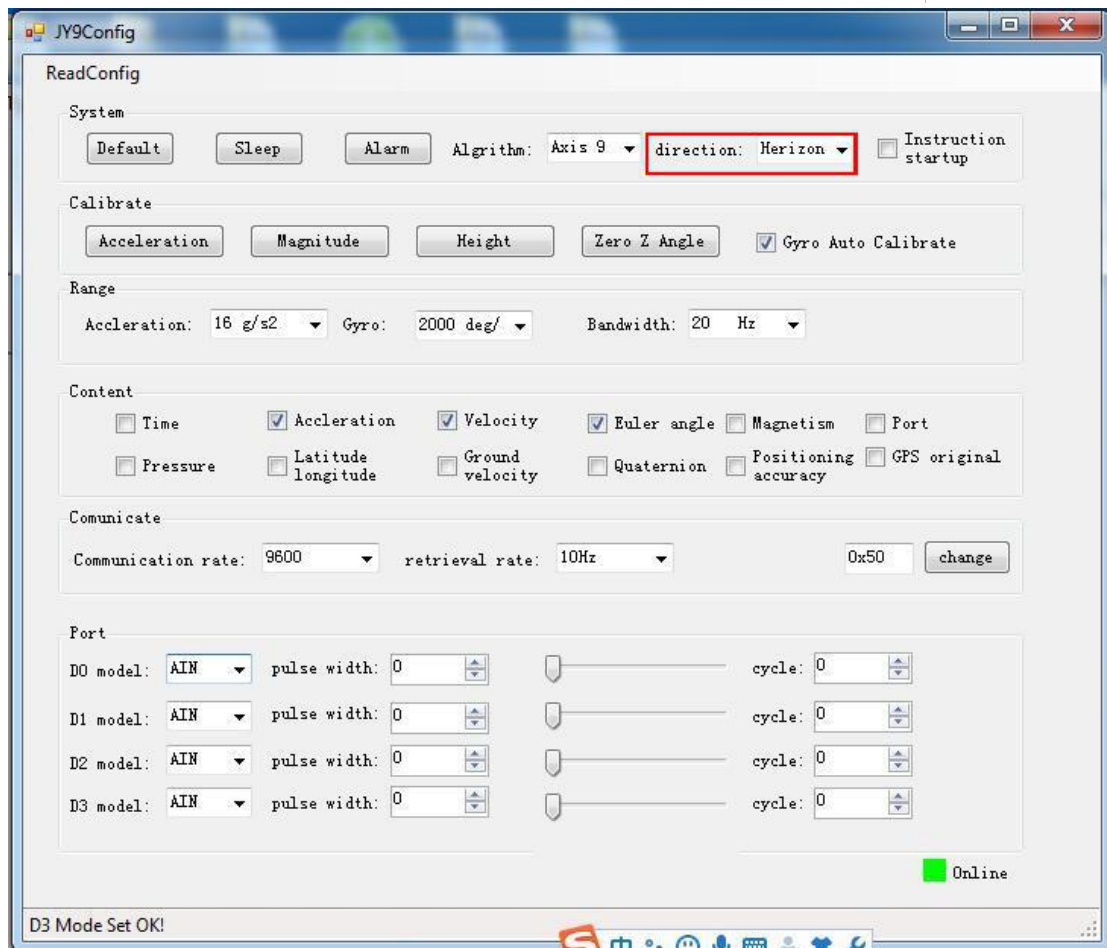 JY9Config
ReadConfig
System
Default Sleep Alarm Algrithm: Axis 9 direction: Herizon Instruction
startup
Calibrate
Acceleration Magnitude Height Zero Z Angle Gyro Auto Calibrate
Range
Accleration: 16 g/s2 Gyro: 2000 deg/ Bandwidth: 20 Hz
Content
Time Accleration Velocity Euler angle Magnetism Port
Pressure Latitude
longitude Ground
velocity Quaternion Positioning
accuracy GPS original
Comunicate
Communication rate: 9600 retrieval rate: 10Hz 0x50 change
Port
D0 model: AIN pulse width: 0 cycle: 0
D1 model: AIN pulse width: 0 cycle: 0
D2 model: AIN pulse width: 0 cycle: 0
D3 model: AIN pulse width: 0 cycle: 0
Online
D3 Mode Set OK!
中